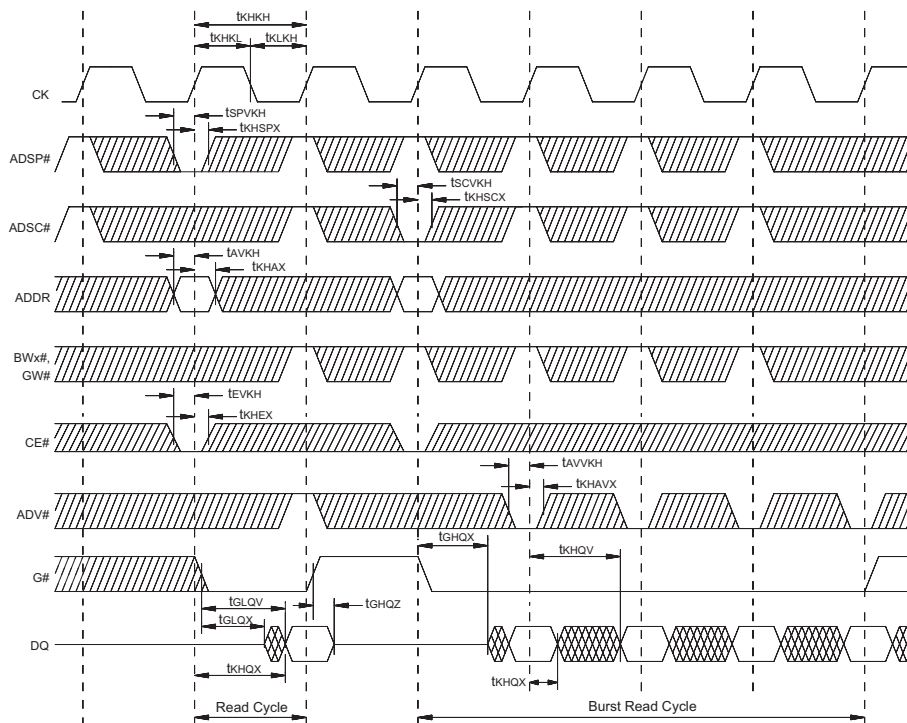 tKHKH
tKHKL tKLKH
CK
tSPVKH
tKHSPX
ADSP#
tSCVKH
tKHSCX
ADSC#
tAVKH
tKHAX
ADDR
BWx#,
GW#
tEVKH
tKHEX
CE#
tAVVKH
tKHAVX
ADV#
tGHQX
tKHQV
G#
tGLQV
tGHQZ
tGLQX
DQ
tKHQX
tKHQX
Read Cycle
Burst Read Cycle